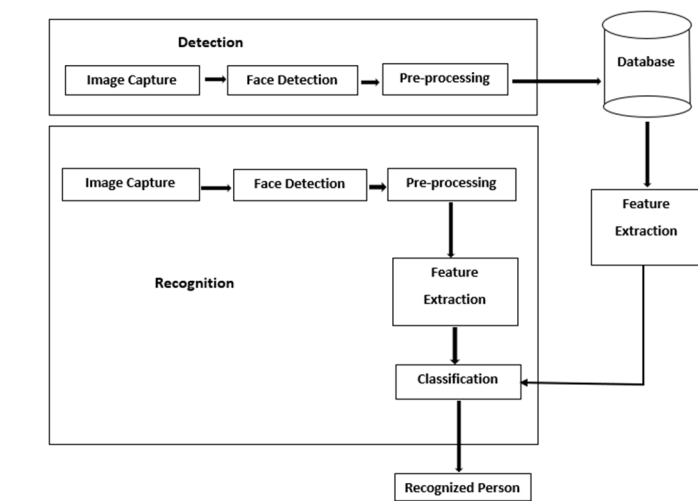 Detection
Database
Image Capture
Face Detection
Pre-processing
Image Capture
Face Detection
Pre-processing
Feature
Extraction
Feature
Extraction
Recognition
Classification
Recognized Person